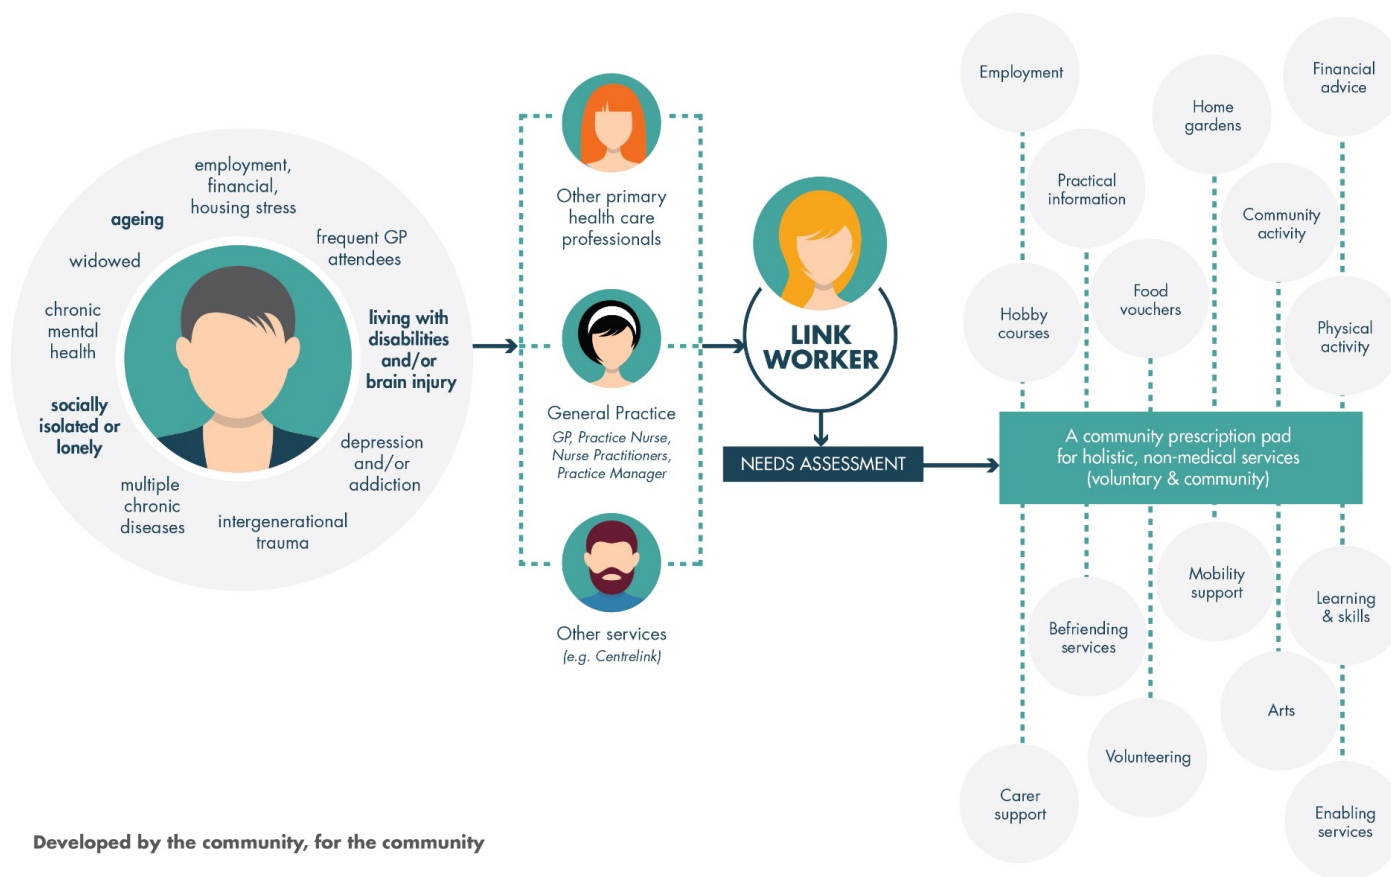 employment,
financial,
housing stress
ageing
frequent GP
attendees
widowed
chronic
mental
health
living with
disabilities
and/or
brain injury
socially
isolated or
lonely
depression
and/or
addiction
multiple
chronic
diseases
intergenerational
trauma
Other primary
health care
professionals
General Practice
GP, Practice Nurse,
Nurse Practitioners,
Practice Manager
Other services
(e.g. Centrelink)
LINK
WORKER
NEEDS ASSESSMENT
Employment
Financial
advice
Home
gardens
Practical
information
Community
activity
Food
vouchers
Hobby
courses
Physical
activity
A community prescription pad
for holistic, non-medical services
(voluntary & community)
Mobility
support
Learning
& skills
Befriending
services
Arts
Volunteering
Carer
support
Enabling
services
Developed by the community, for the community